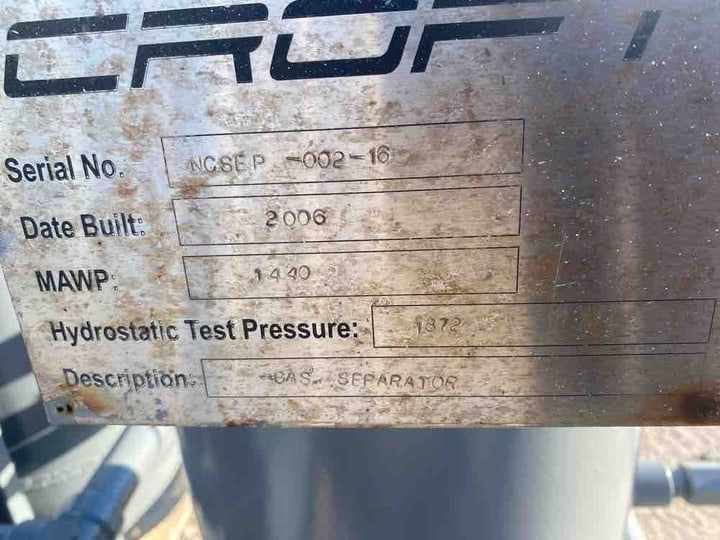 CROFT
Serial No. NCSEP -002-16
Date Built: 2006
MAWP: 1440
Hydrostatic Test Pressure: 1872
Description: GAS SEPARATOR